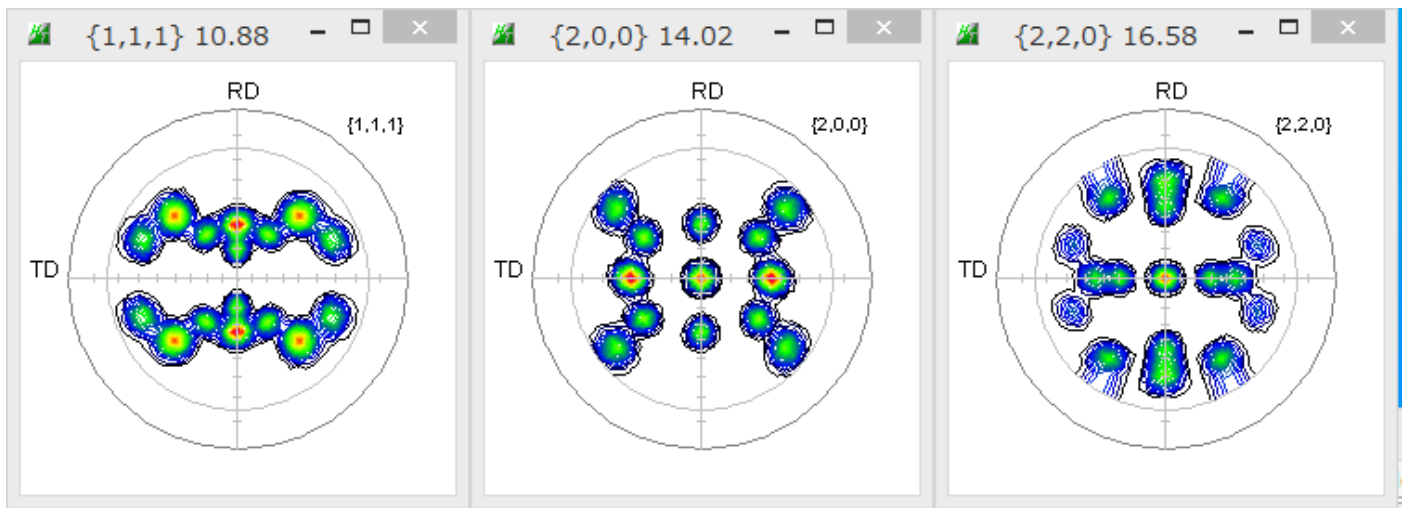 {1,1,1} 10.88
RD
{1,1,1}
TD
{2,0,0} 14.02
RD
{2,0,0}
TD
{2,2,0} 16.58
RD
{2,2,0}
TD